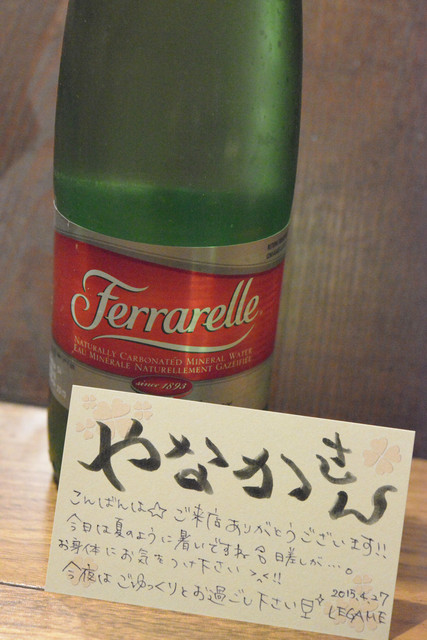 Ferrarelle
NATURALLY CARBONATED MINERAL WATER
EAU MINERALE NATURELLEMENT GAZEIFIEE
since 1893
やなかさん
こんばんは☆ ご来店ありがとうございます!!
今日は夏のように暑いですね 日差しが…。
お身体にお気をつけ下さい >_<!!
今夜はごゆっくりとお過ごし下さい
2015.4.27
LEGAME